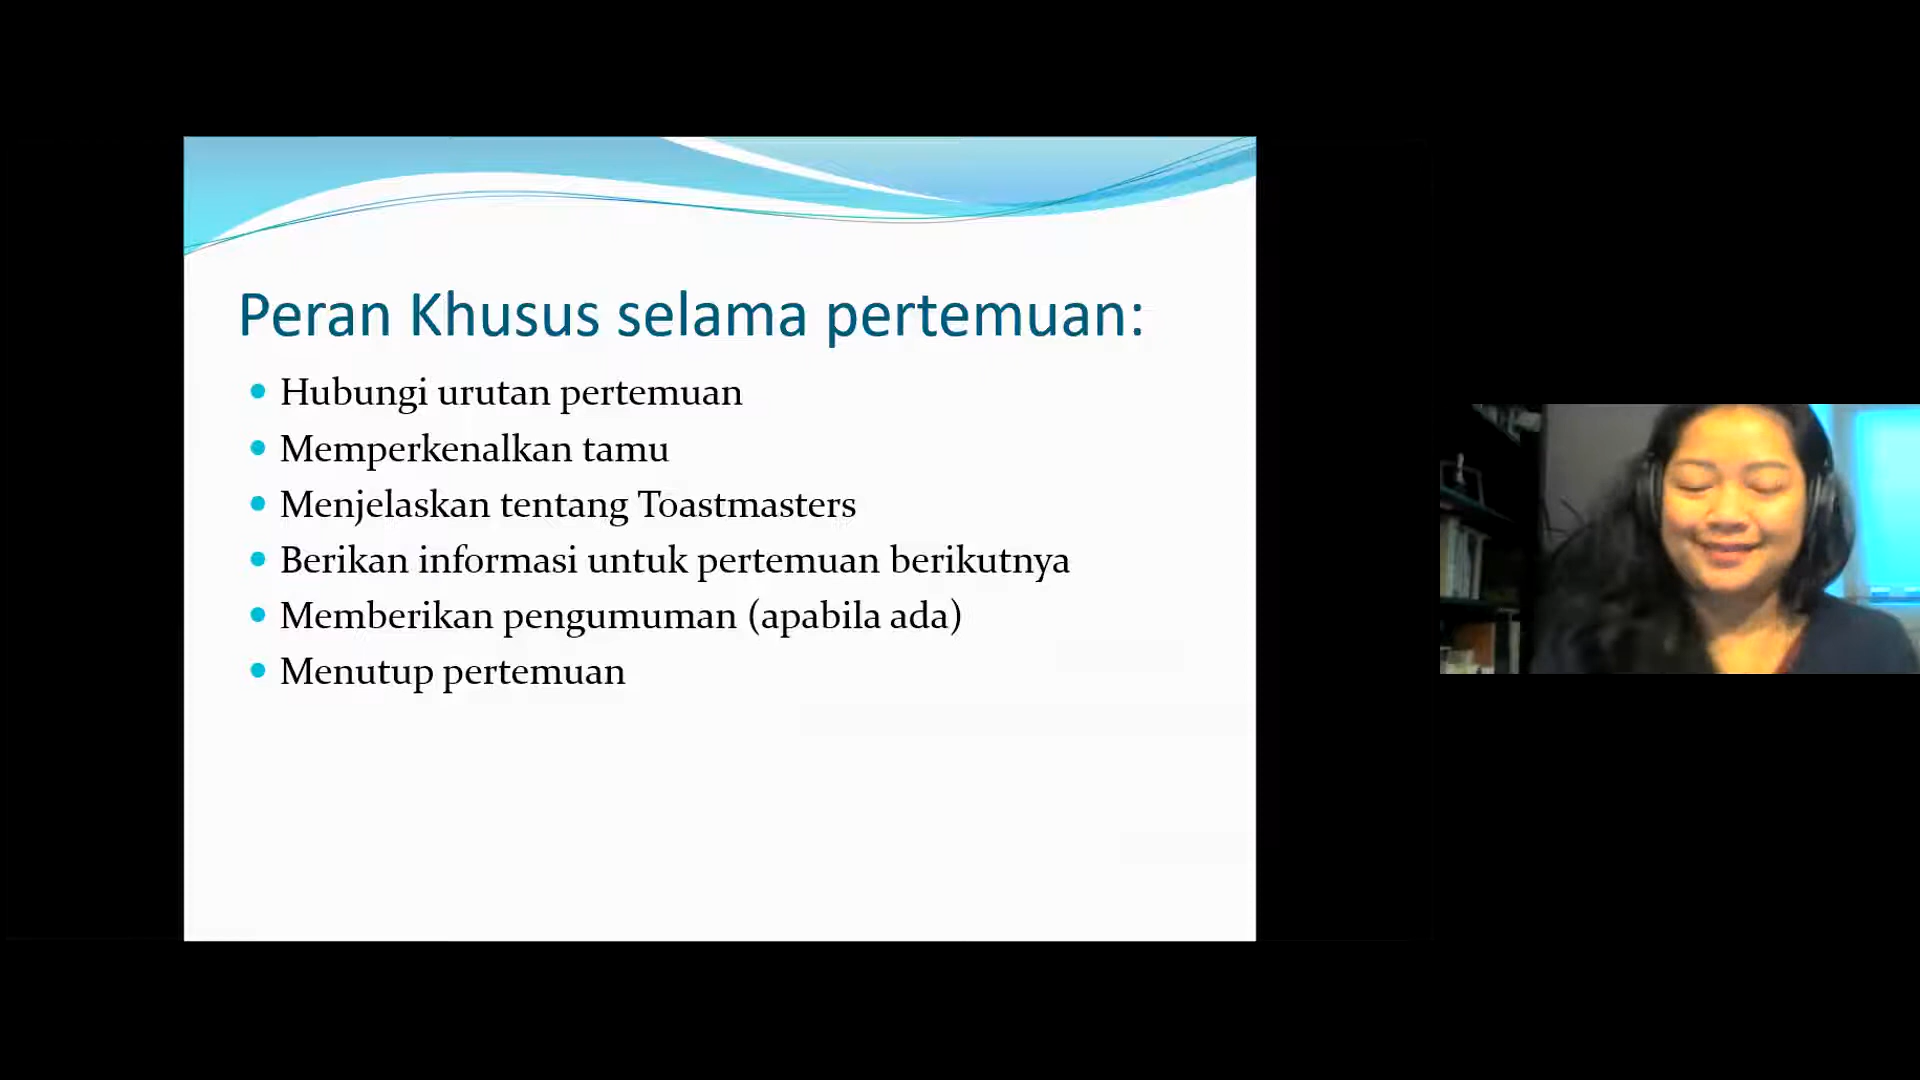 Peran Khusus selama pertemuan:
Hubungi urutan pertemuan
Memperkenalkan tamu
Menjelaskan tentang Toastmasters
Berikan informasi untuk pertemuan berikutnya
Memberikan pengumuman (apabila ada)
Menutup pertemuan